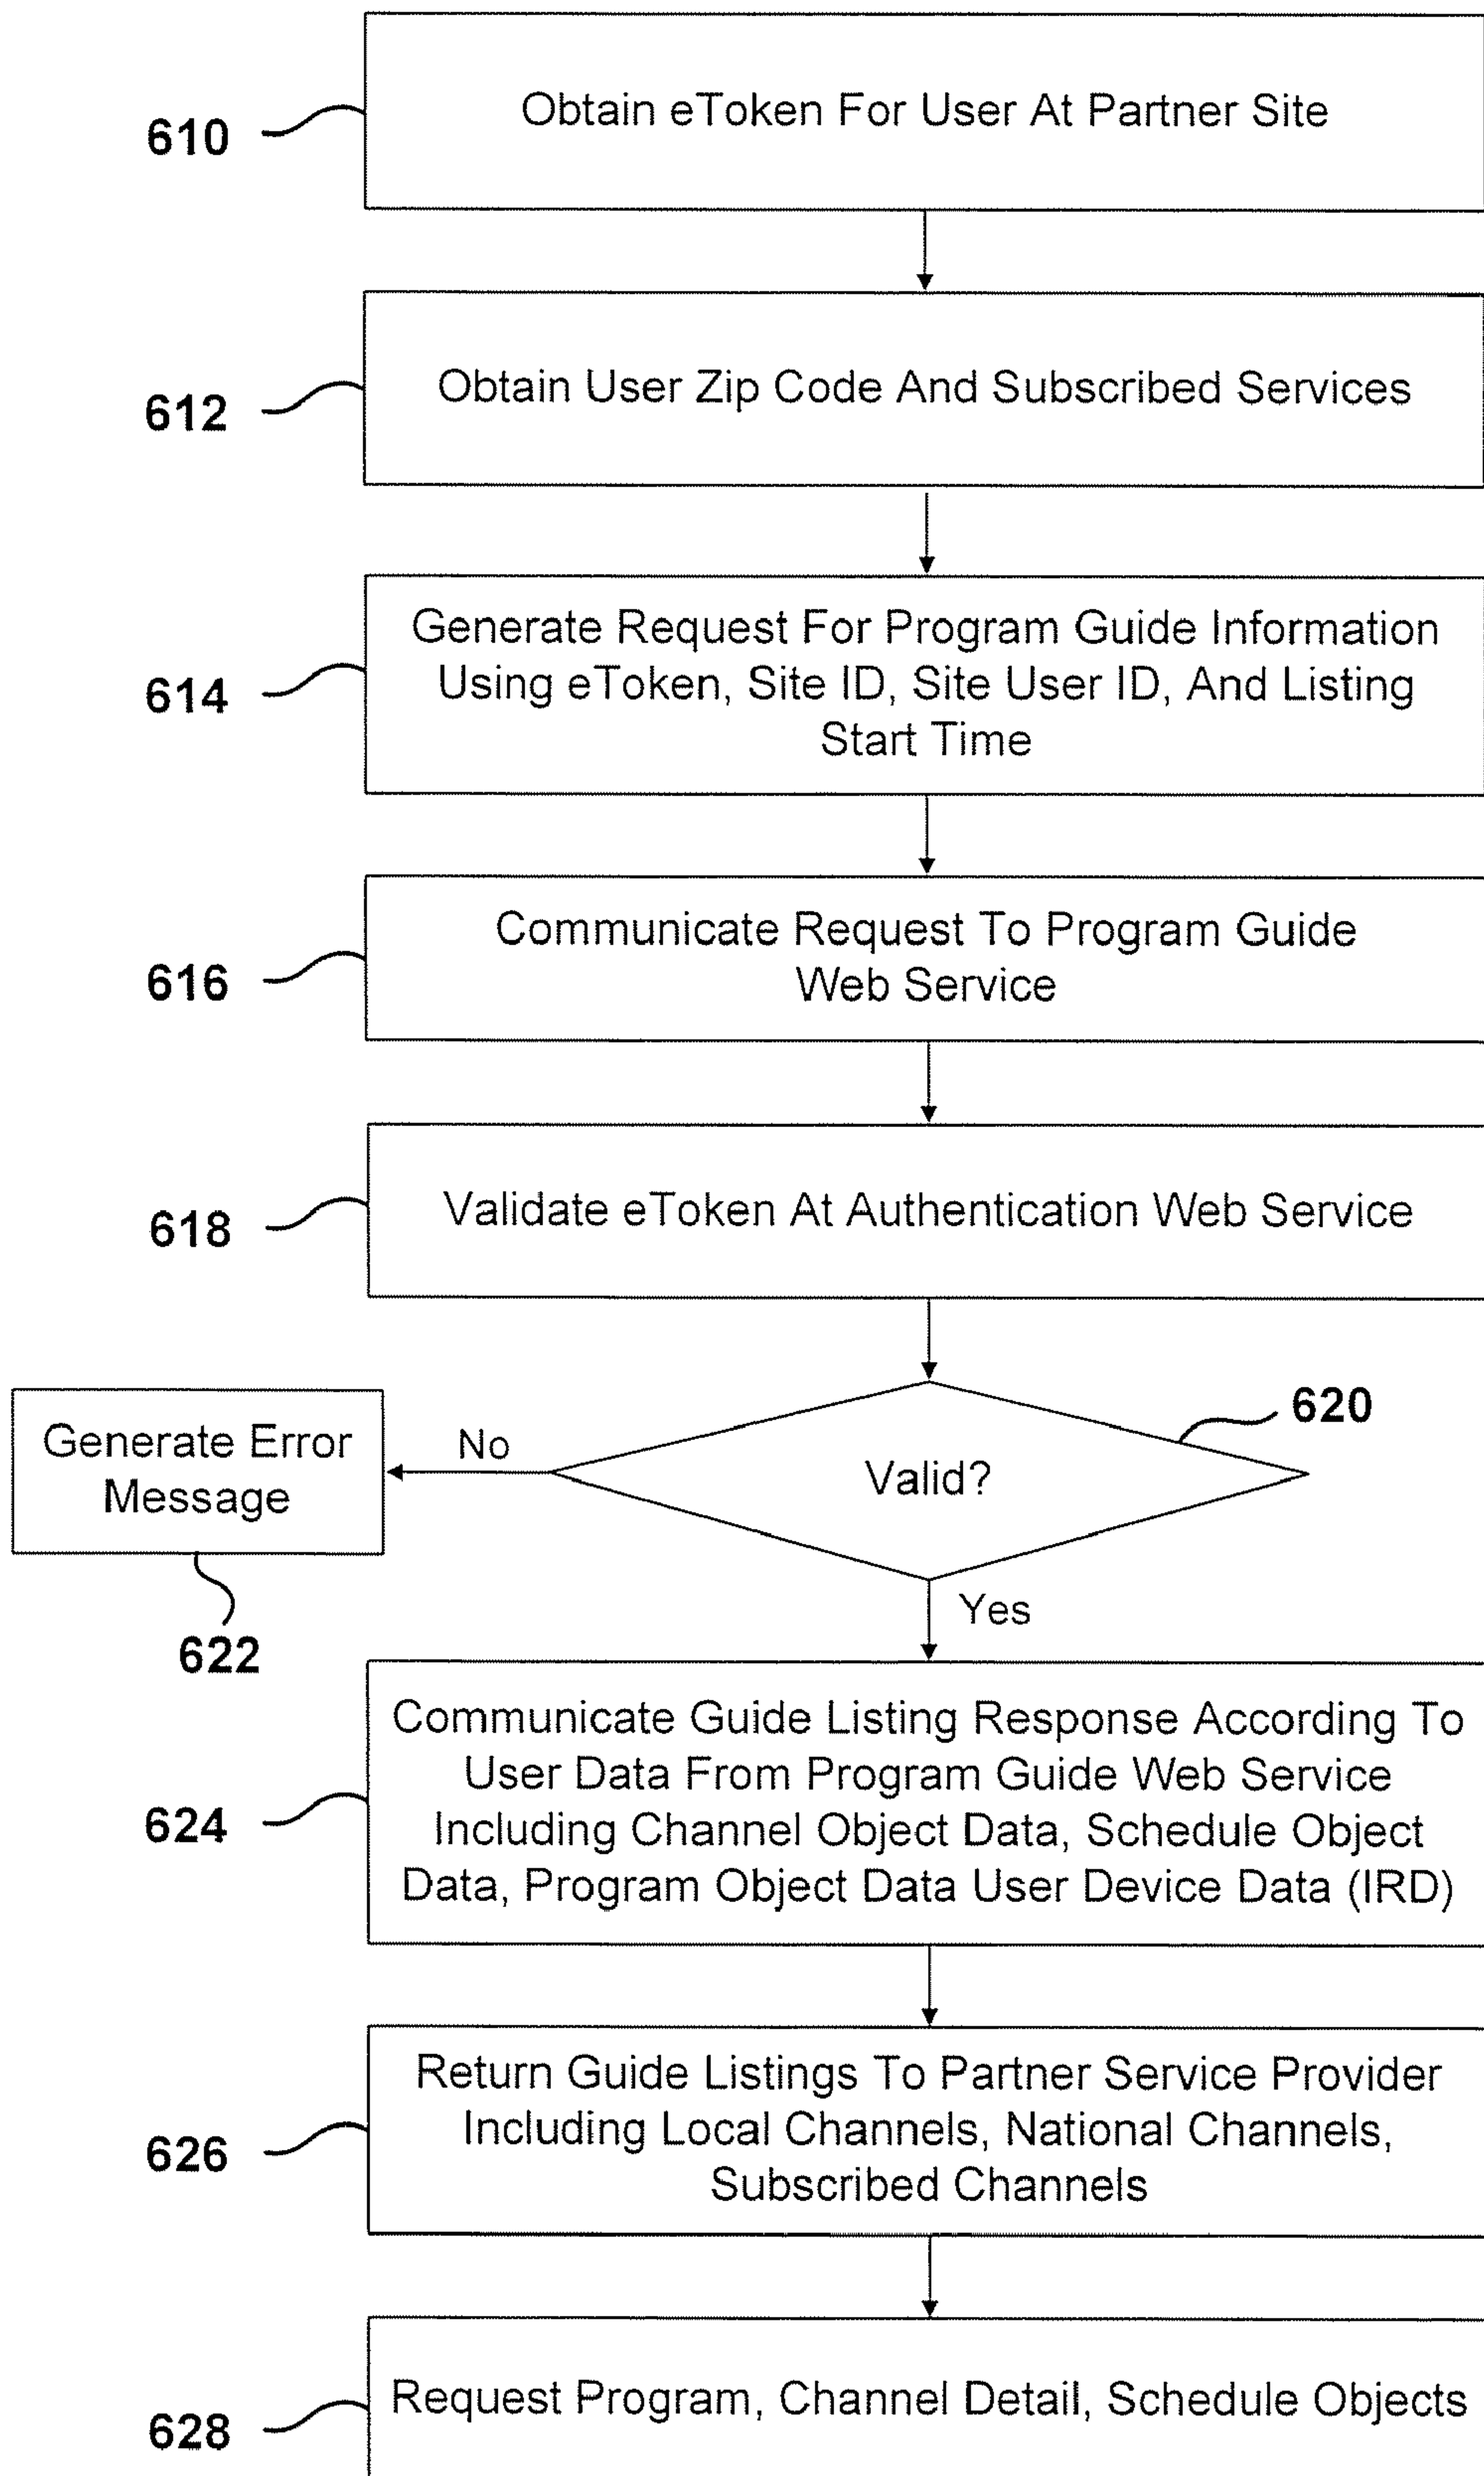 Obtain eToken For User At Partner Site
610
Obtain User Zip Code And Subscribed Services
612
Generate Request For Program Guide Information
Using eToken, Site ID, Site User ID, And Listing
Start Time
614
Communicate Request To Program Guide
Web Service
616
Validate eToken At Authentication Web Service
618
620
Valid?
No
Generate Error
Message
622
Yes
Communicate Guide Listing Response According To
User Data From Program Guide Web Service
Including Channel Object Data, Schedule Object
Data, Program Object Data User Device Data (IRD)
624
Return Guide Listings To Partner Service Provider
Including Local Channels, National Channels,
Subscribed Channels
626
Request Program, Channel Detail, Schedule Objects
628